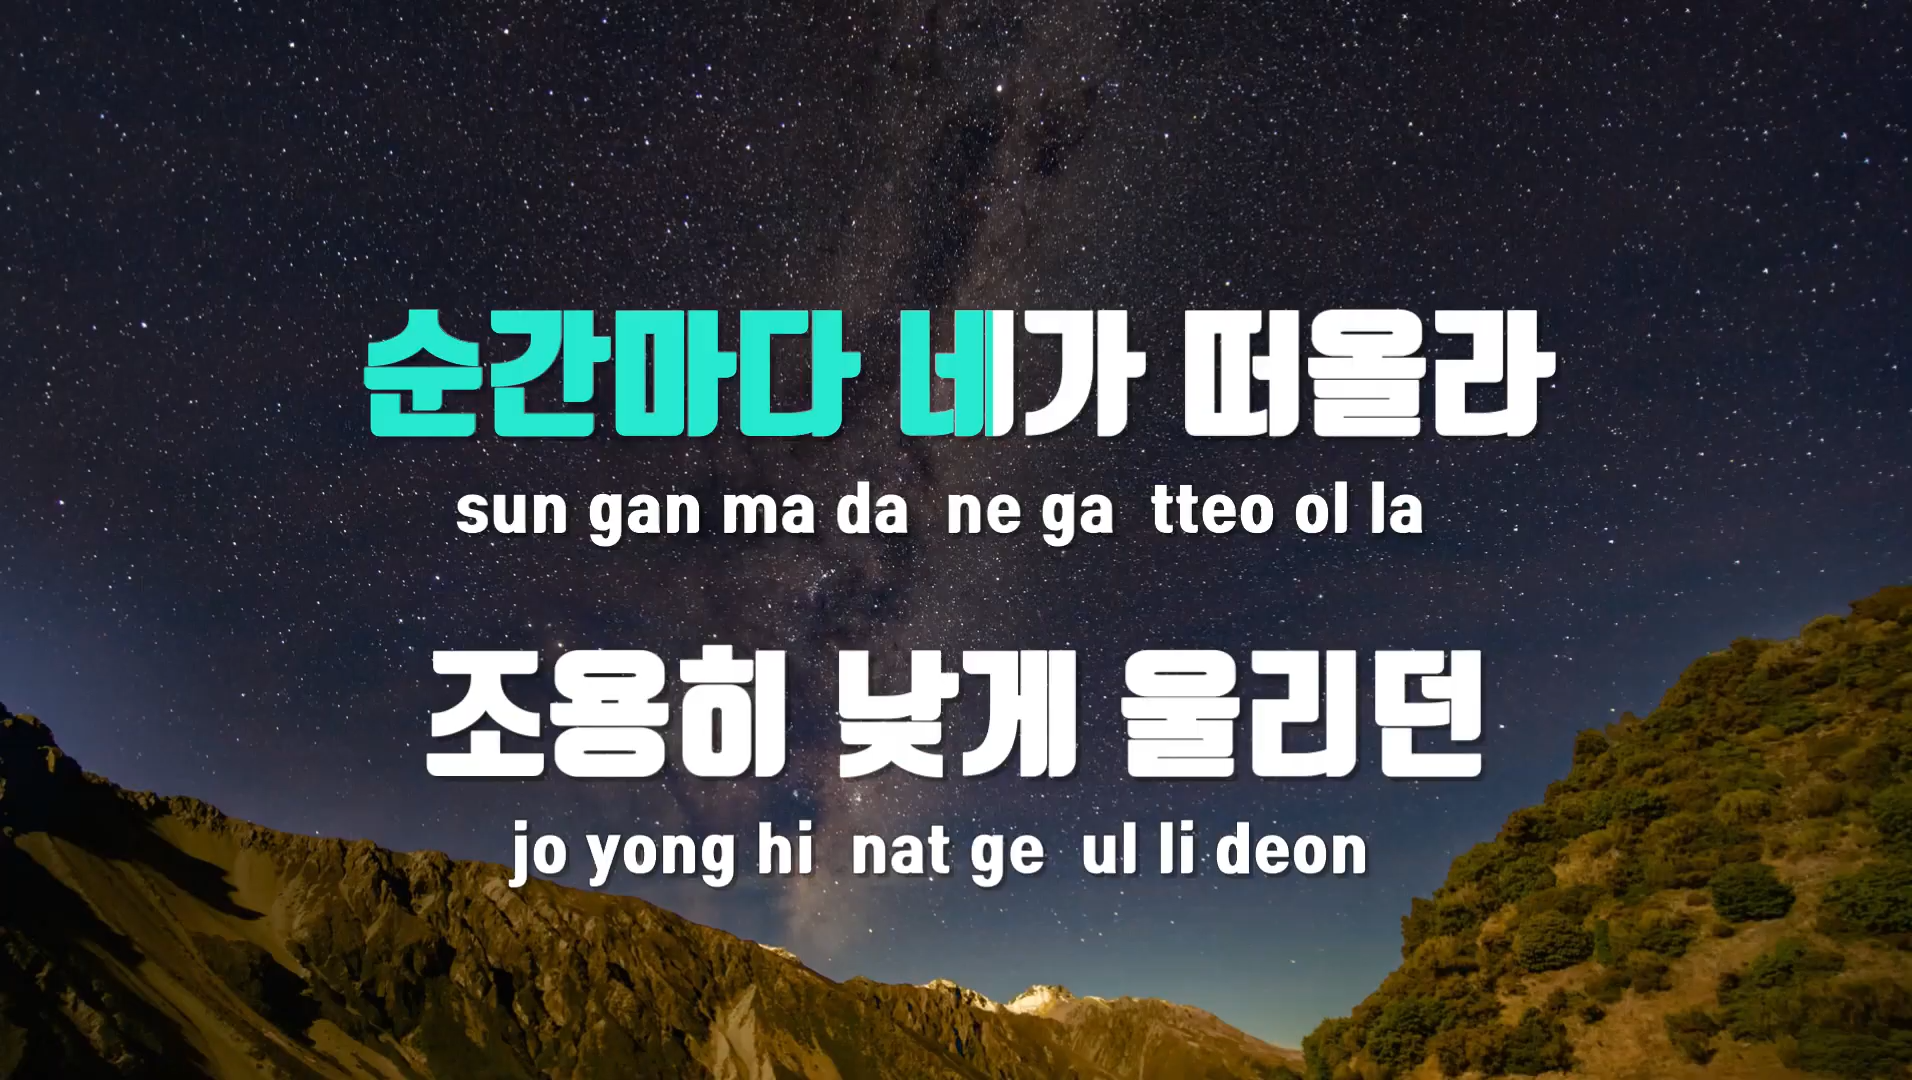 순간마다 네가 떠올라
sun gan ma da  ne ga  tteo ol la
조용히 낮게 울리던
jo yong hi  nat ge  ul li deon